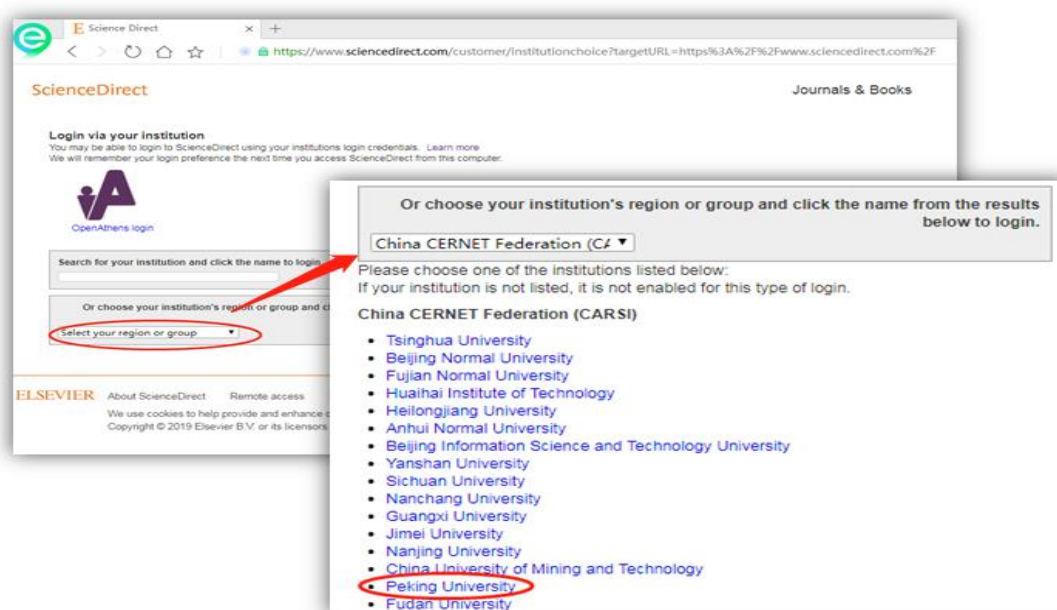 Science Direct
https://www.sciencedirect.com/customer/institutionchoice?targetURL=https%3A%2F%2Fwww.sciencedirect.com%2F
ScienceDirect
Journals & Books
Login via your institution
You may be able to login to ScienceDirect using your institutions login credentials. Learn more
We will remember your login preference the next time you access ScienceDirect from this computer.
OpenAthens login
Search for your institution and click the name to login
Or choose your institution's region or group and
Select your region or group
ELSEVIER About ScienceDirect Remote access
We use cookies to help provide and enhance
Copyright © 2019 Elsevier B.V. or its licensors
Or choose your institution's region or group and click the name from the results
below to login.
China CERNET Federation (CA
Please choose one of the institutions listed below:
If your institution is not listed, it is not enabled for this type of login.
China CERNET Federation (CARSI)
Tsinghua University
Beijing Normal University
Fujian Normal University
Huaihai Institute of Technology
Heilongjiang University
Anhui Normal University
Beijing Information Science and Technology University
Yanshan University
Sichuan University
Nanchang University
Guangxi University
Jimei University
Nanjing University
China University of Mining and Technology
Peking University
Fudan University